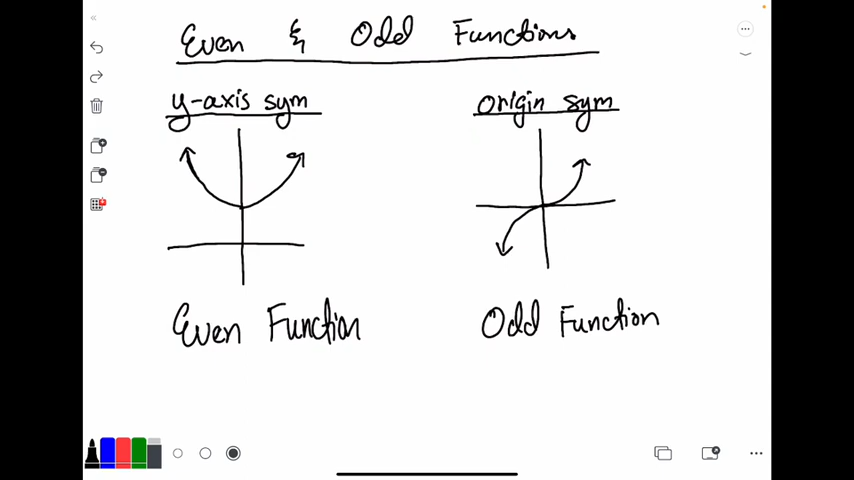 Even & Odd Functions
y-axis sym
origin sym
Even Function
Odd Function